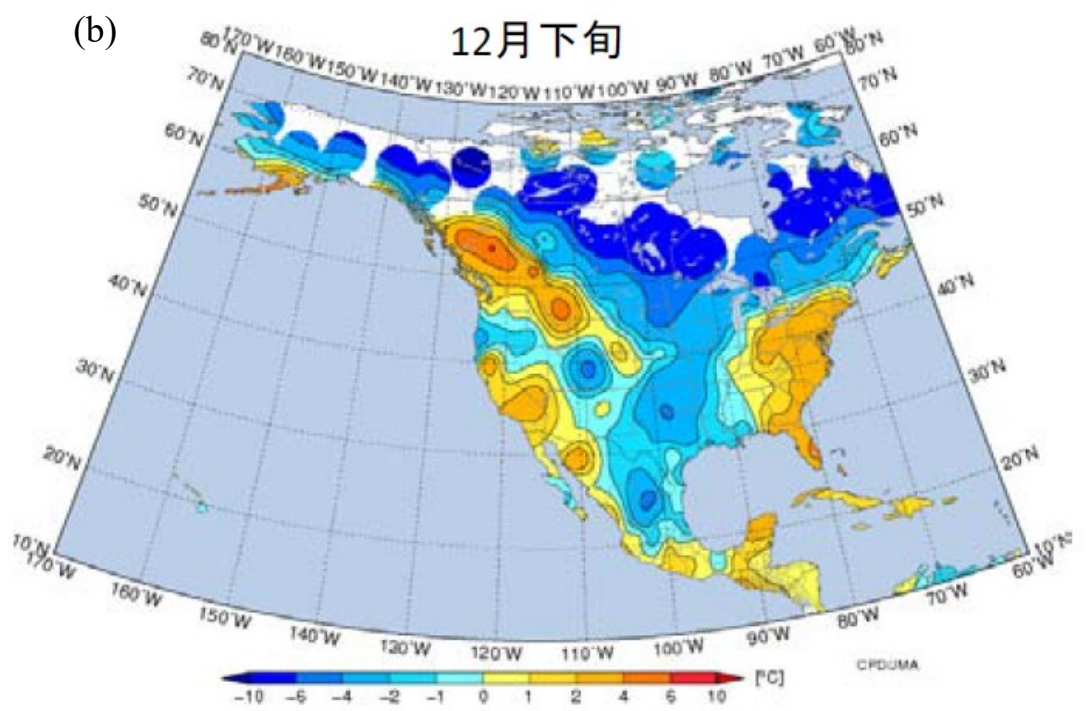 (b)
12月下旬
170°W 160°W 150°W 140°W 130°W 120°W 110°W 100°W 90°W 80°W 70°W 60°W
80°N 80°N
70°N 70°N
60°N 60°N
50°N 50°N
40°N 40°N
30°N 30°N
20°N 20°N
10°N 10°N
170°W 160°W 150°W 140°W 130°W 120°W 110°W 100°W 90°W 80°W 70°W 60°W
CPD/JMA
-10 -6 -4 -2 -1 0 1 2 4 6 10 [°C]